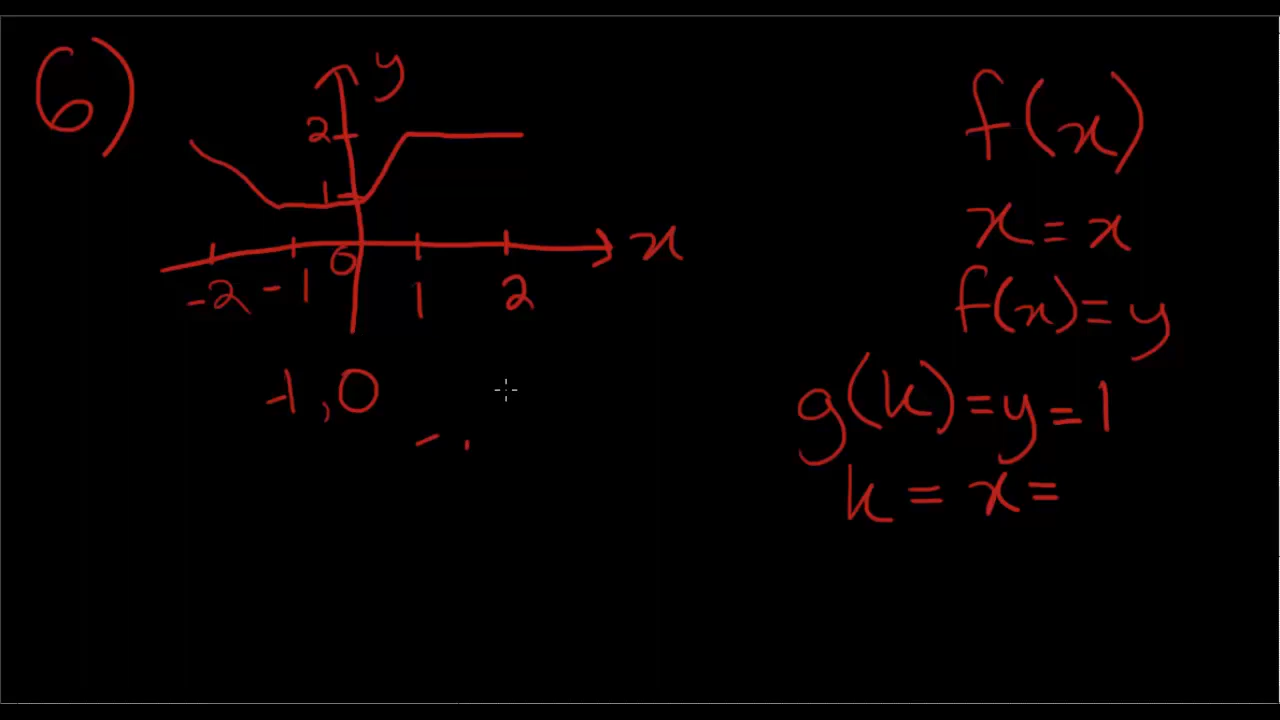 6)
y
2
1
0
x
-2 -1 1 2
-1, 0
- ,
f(x)
x = x
f(x) = y
g(k) = y = 1
k = x =